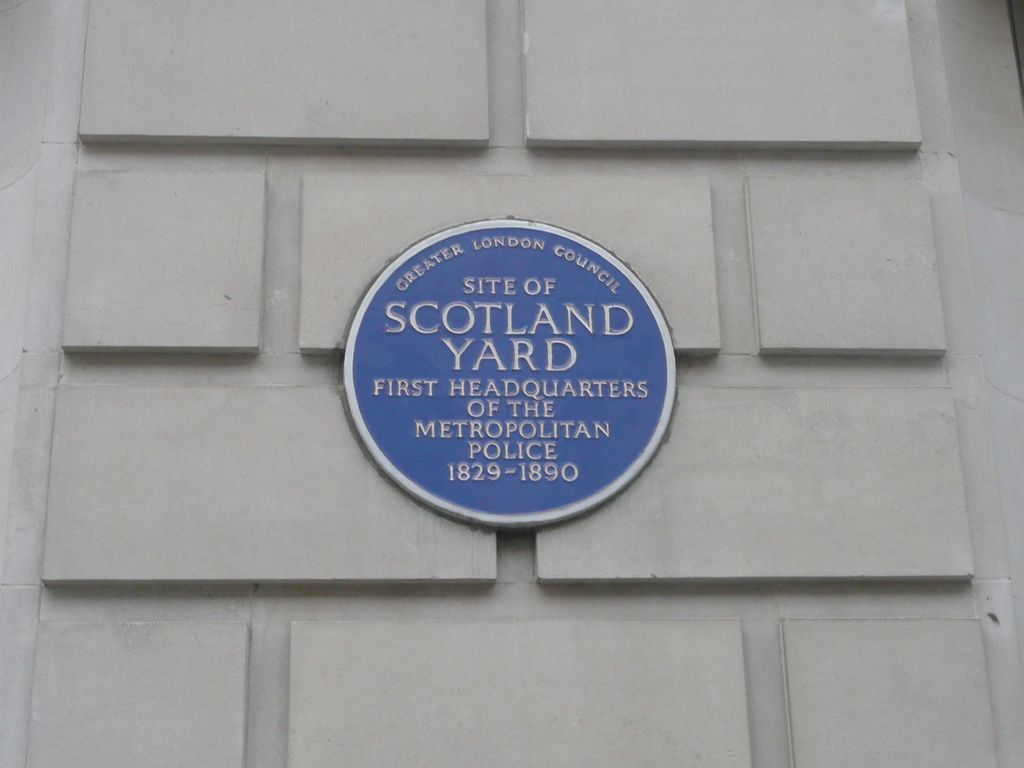 GREATER LONDON COUNCIL
SITE OF
SCOTLAND
YARD
FIRST HEADQUARTERS
OF THE
METROPOLITAN
POLICE
1829-1890